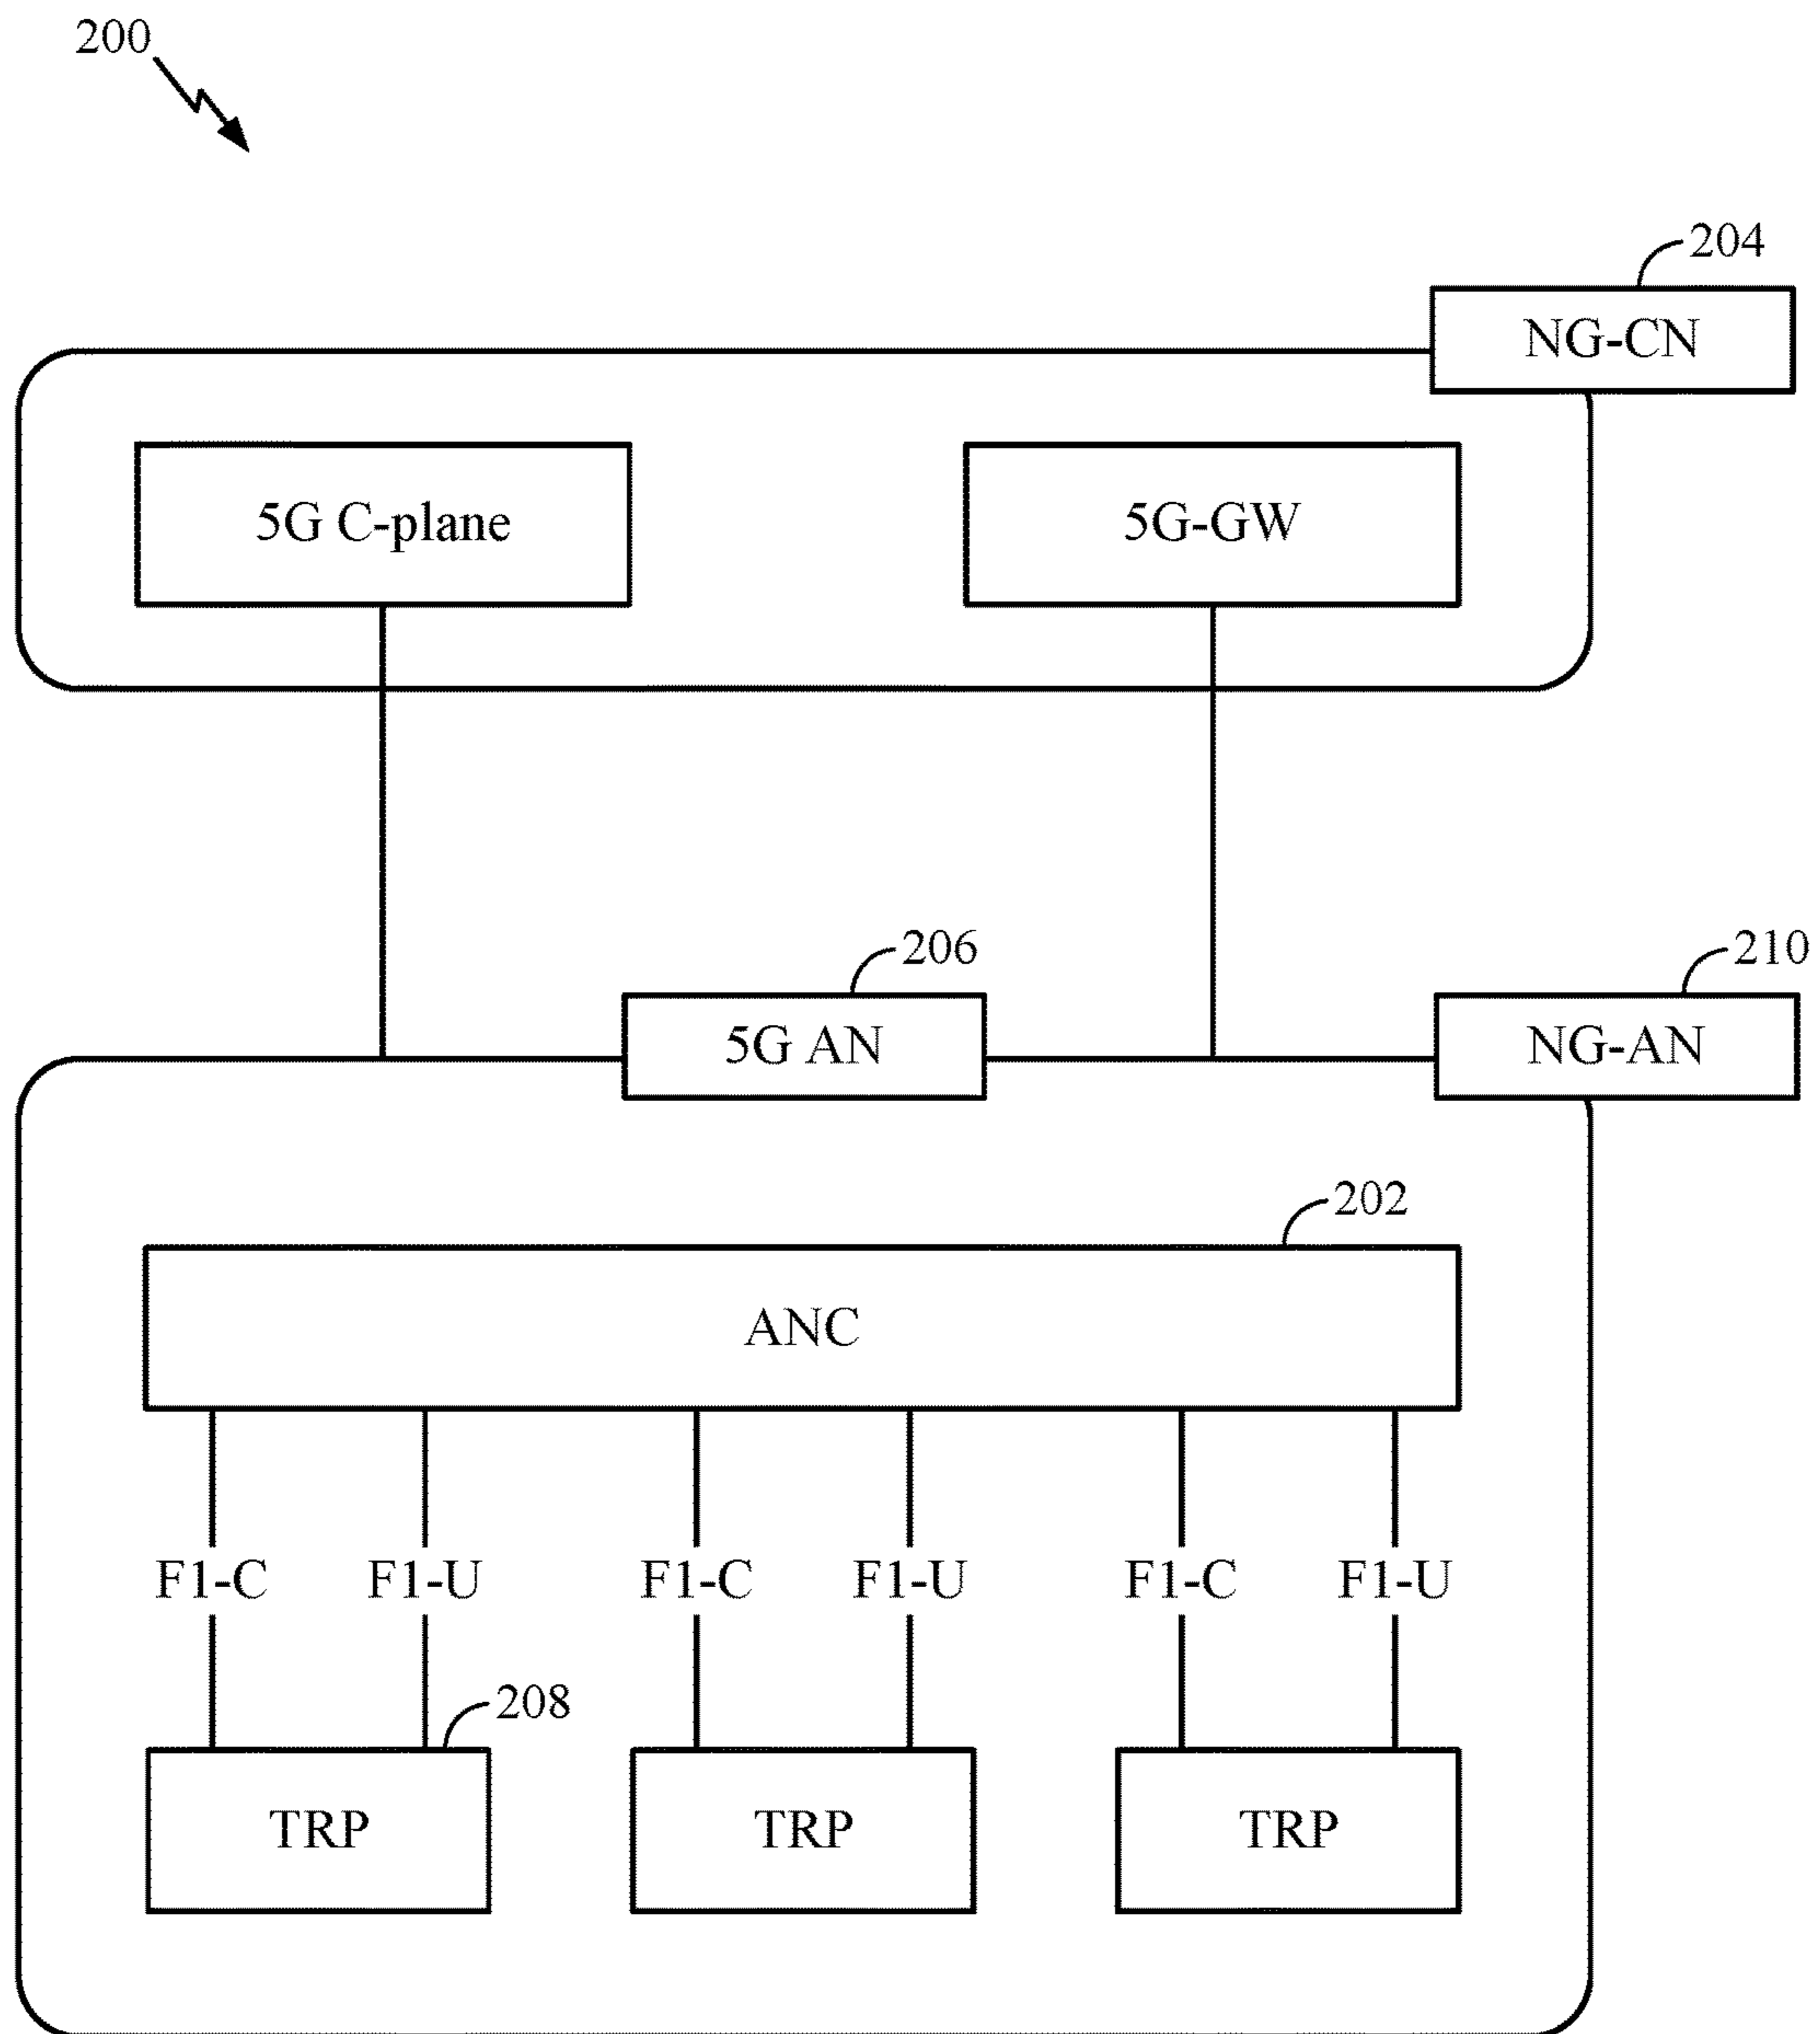 200
204
NG-CN
5G C-plane
5G-GW
206
210
5G AN
NG-AN
202
ANC
F1-C F1-U F1-C F1-U F1-C F1-U
208
TRP TRP TRP